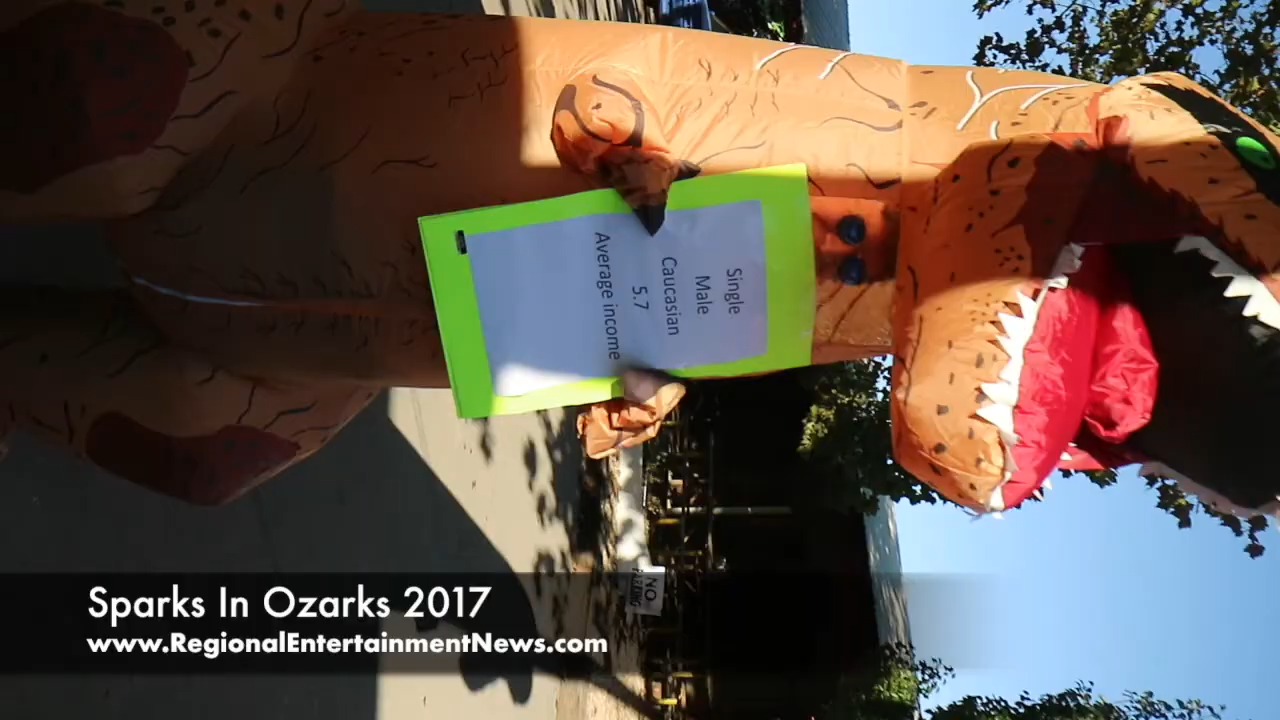 Single
Male
Caucasian
5.7
Average income
NO
PARKING
Sparks In Ozarks 2017
www.RegionalEntertainmentNews.com